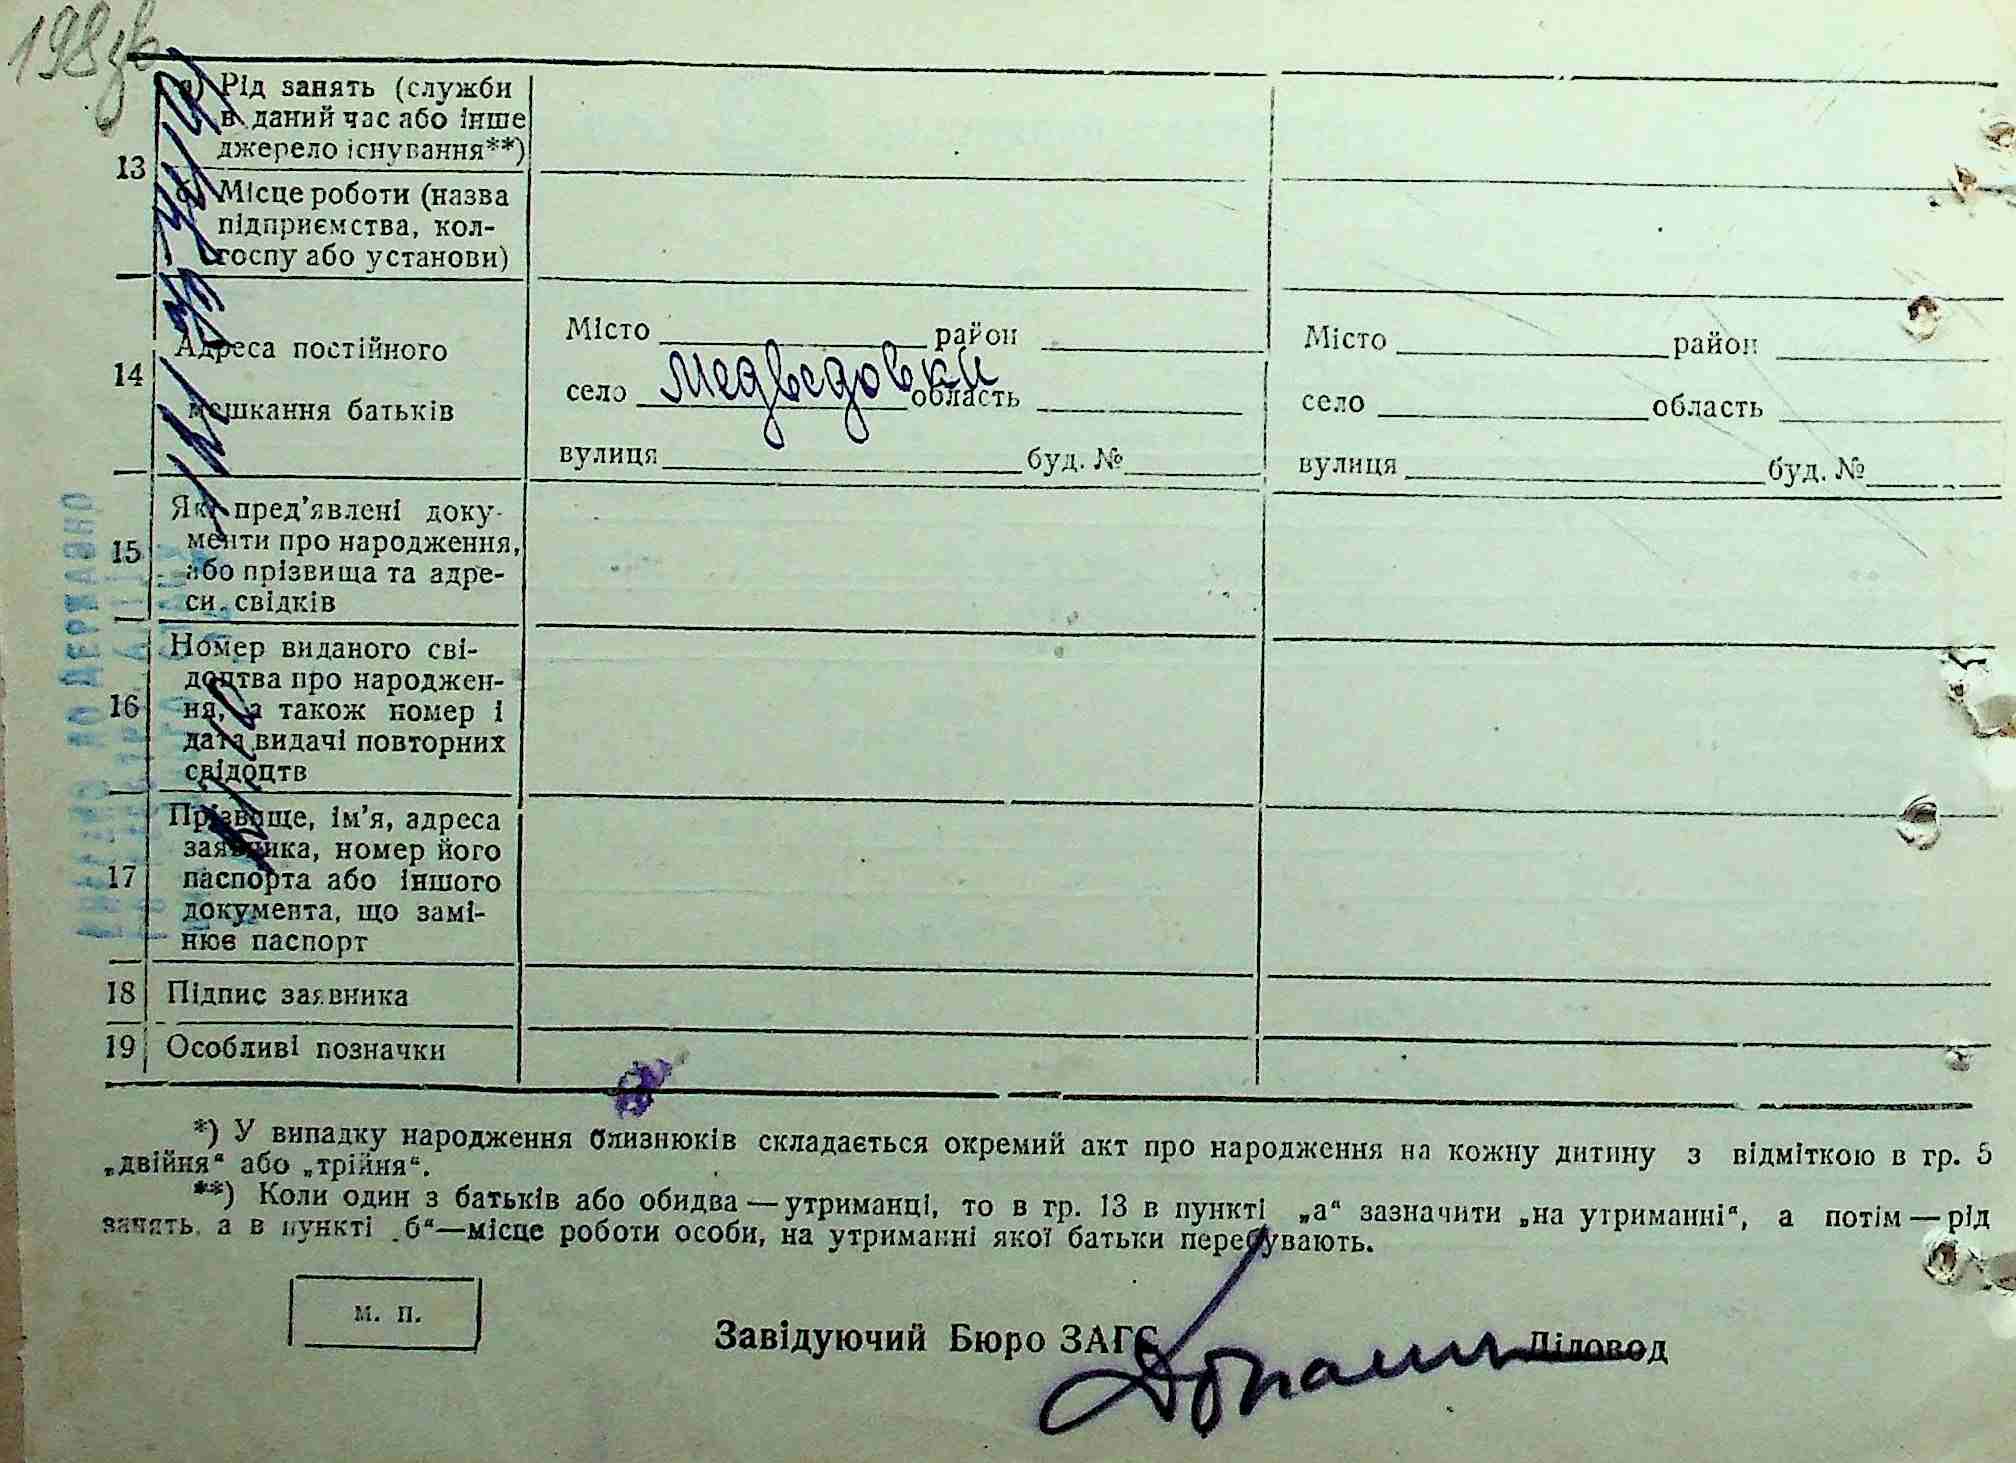 198зв
13
а) Рід занять (служби
в даний час або інше
джерело існування**)
Місце роботи (назва
підприємства, кол-
госпу або установи)
14
Адреса постійного
мешкання батьків
Місто район
село Медведовки область
вулиця буд. №
Місто район
село область
вулиця буд. №
15
Які пред’явлені доку-
менти про народження,
або прізвища та адре-
си свідків
16
Номер виданого сві-
доцтва про народжен-
ня, а також номер і
дата видачі повторних
свідоцтв
17
Прізвище, ім’я, адреса
заявника, номер його
паспорта або іншого
документа, що замі-
нює паспорт
18 Підпис заявника
19 Особливі позначки
*) У випадку народження близнюків складається окремий акт про народження на кожну дитину з відміткою в гр. 5
„двійня“ або „трійня“.
**) Коли один з батьків або обидва — утриманці, то в гр. 13 в пункті „а“ зазначити „на утриманні“, а потім — рід
занять, а в пункті „б“—місце роботи особи, на утриманні якої батьки перебувають.
м. п.
Завідуючий Бюро ЗАГС Діловод